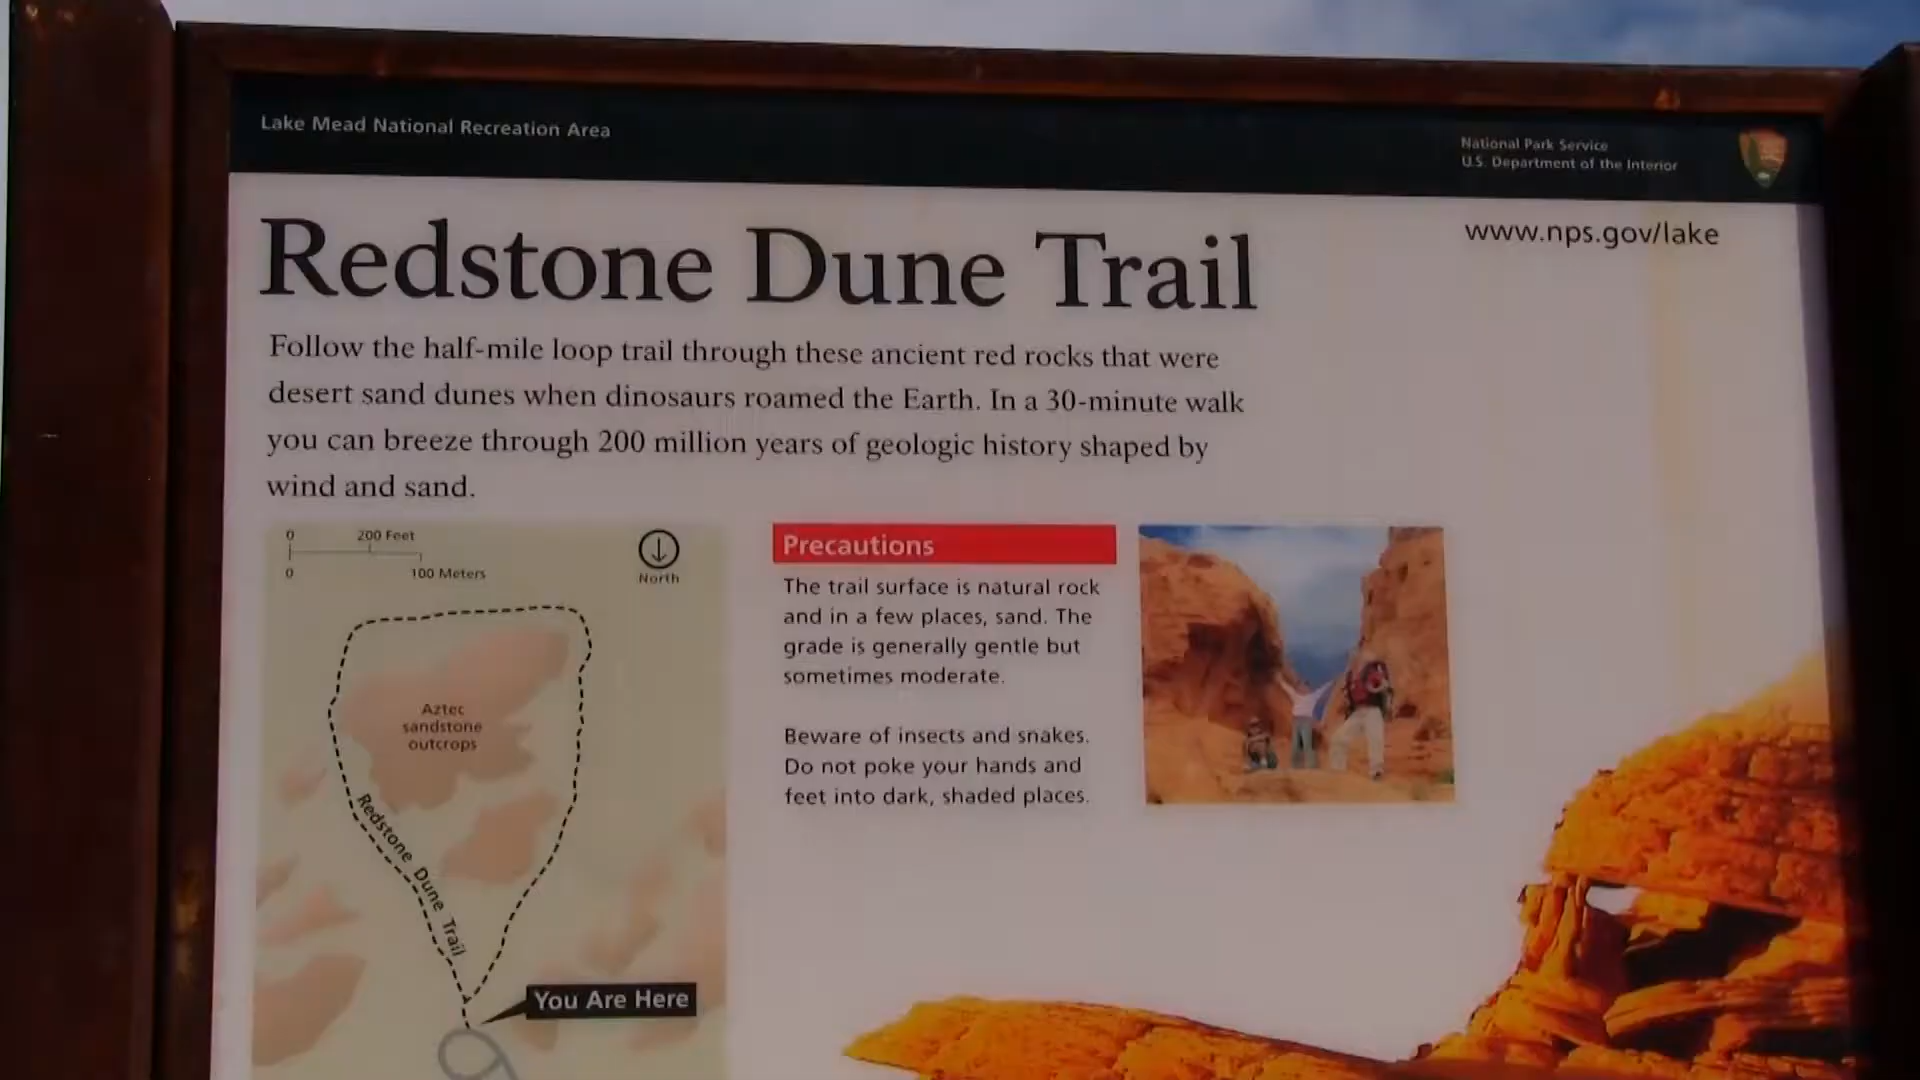 Lake Mead National Recreation Area
National Park Service
U.S. Department of the Interior
www.nps.gov/lake
Redstone Dune Trail
Follow the half-mile loop trail through these ancient red rocks that were
desert sand dunes when dinosaurs roamed the Earth. In a 30-minute walk
you can breeze through 200 million years of geologic history shaped by
wind and sand.
0 200 Feet
0 100 Meters
North
Aztec
sandstone
outcrops
Redstone Dune Trail
You Are Here
Precautions
The trail surface is natural rock
and in a few places, sand. The
grade is generally gentle but
sometimes moderate.
Beware of insects and snakes.
Do not poke your hands and
feet into dark, shaded places.